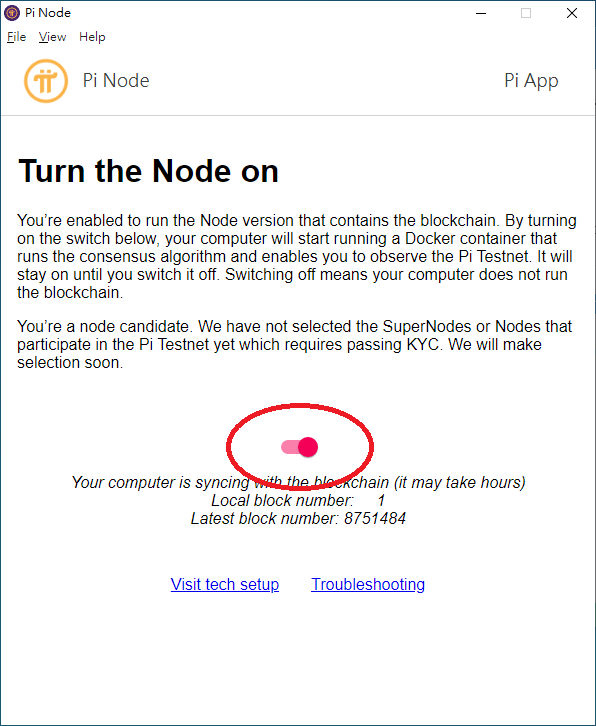 Pi Node
File View Help
Pi Node Pi App
Turn the Node on
You're enabled to run the Node version that contains the blockchain. By turning
on the switch below, your computer will start running a Docker container that
runs the consensus algorithm and enables you to observe the Pi Testnet. It will
stay on until you switch it off. Switching off means your computer does not run
the blockchain.
You're a node candidate. We have not selected the SuperNodes or Nodes that
participate in the Pi Testnet yet which requires passing KYC. We will make
selection soon.
Your computer is syncing with the blockchain (it may take hours)
Local block number: 1
Latest block number: 8751484
Visit tech setup Troubleshooting